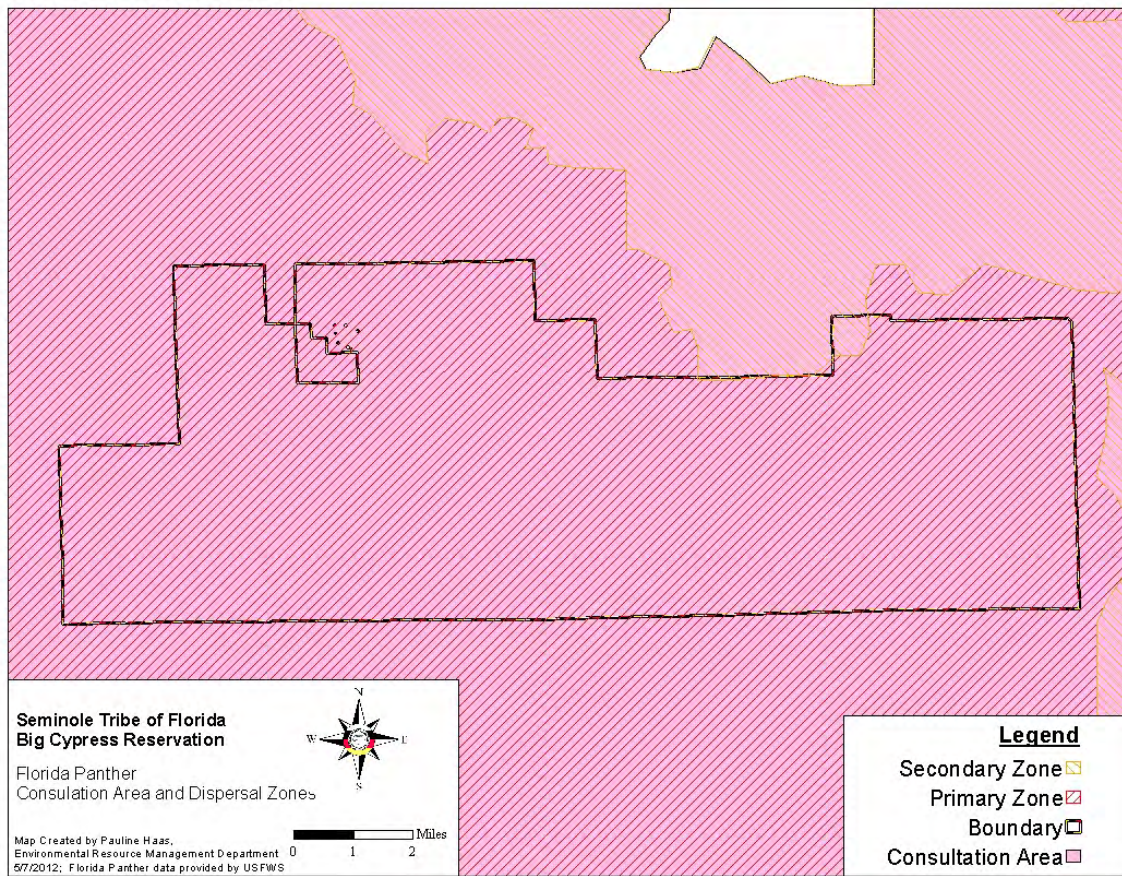 Seminole Tribe of Florida
Big Cypress Reservation
Florida Panther
Consulation Area and Dispersal Zones
N
W E
S
Miles
0 1 2
Map Created by Pauline Haas,
Environmental Resource Management Department
5/7/2012; Florida Panther data provided by USFWS
Legend
Secondary Zone
Primary Zone
Boundary
Consultation Area